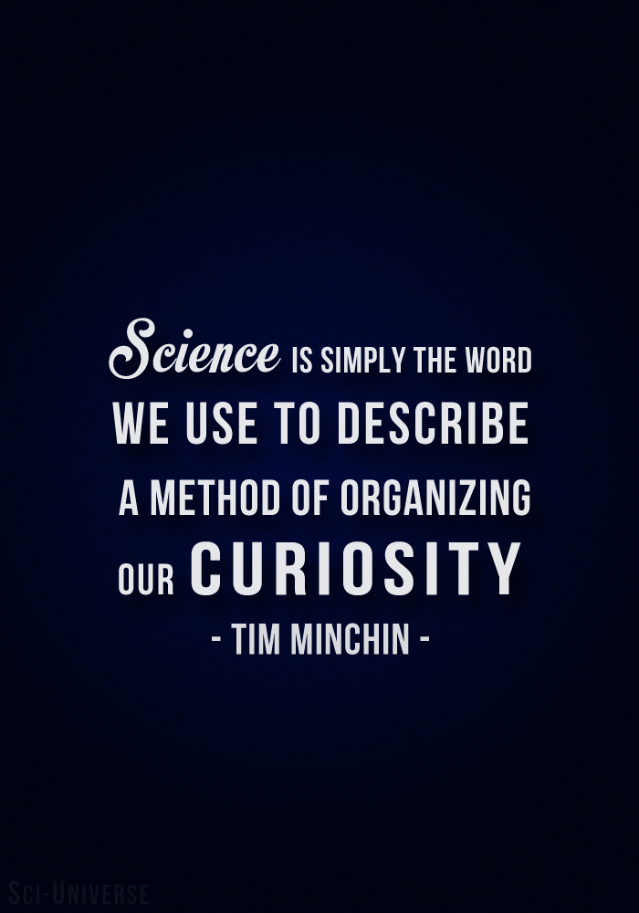 Science IS SIMPLY THE WORD
WE USE TO DESCRIBE
A METHOD OF ORGANIZING
OUR CURIOSITY
- TIM MINCHIN -
SCI-UNIVERSE